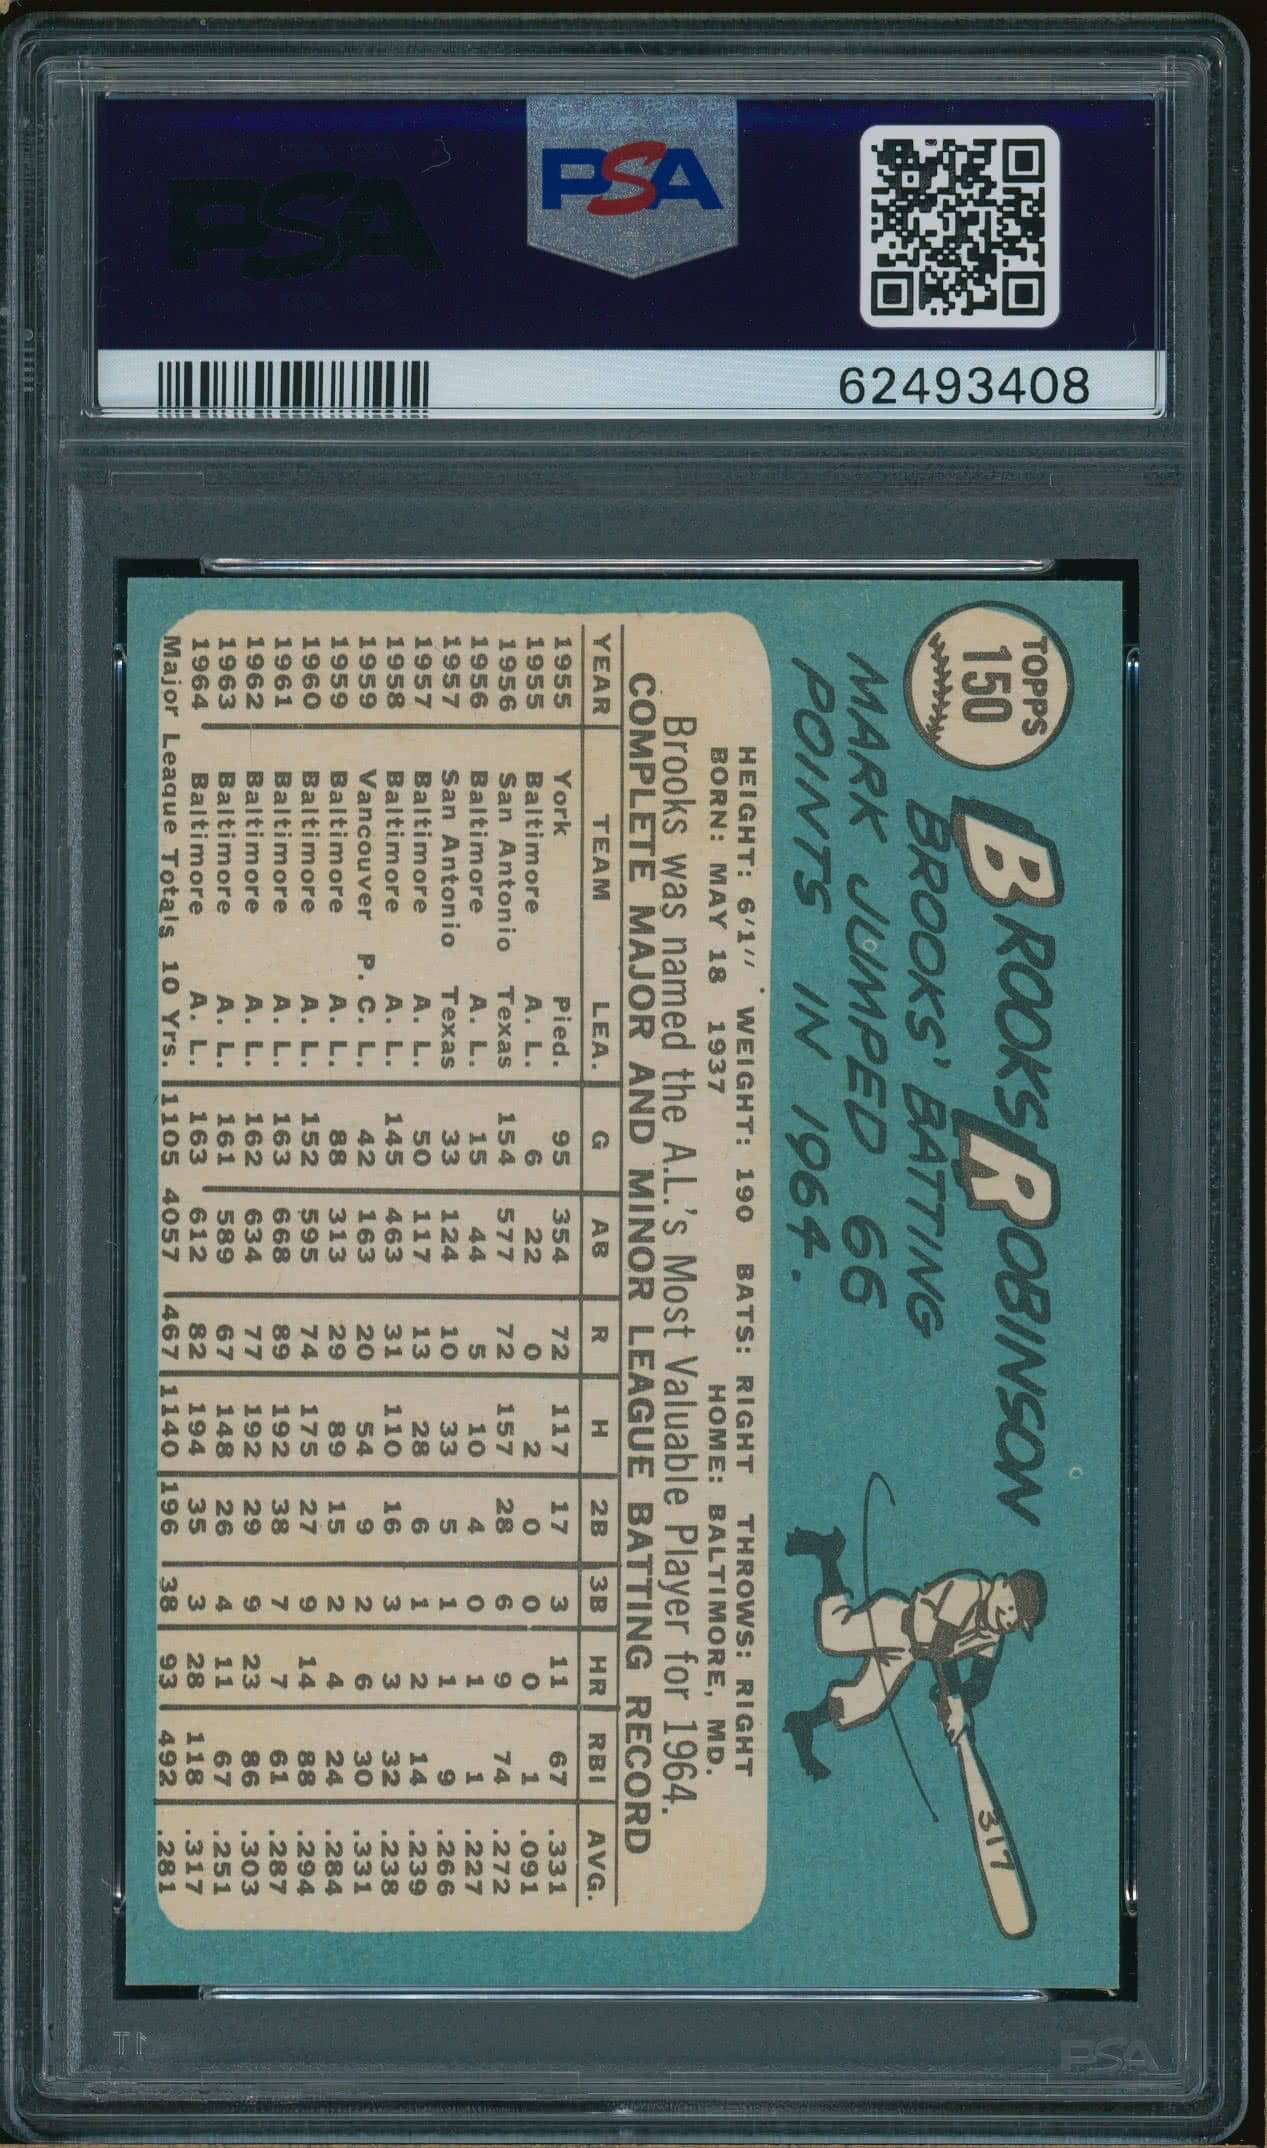 PSA
PSA
62493408
TOPPS
150
BROOKS ROBINSON
BROOKS' BATTING
MARK JUMPED 66
POINTS IN 1964.
317
HEIGHT: 6'1" WEIGHT: 190 BATS: RIGHT THROWS: RIGHT
BORN: MAY 18 1937 HOME: BALTIMORE, MD.
Brooks was named the A.L.'s Most Valuable Player for 1964.
COMPLETE MAJOR AND MINOR LEAGUE BATTING RECORD
YEAR TEAM LEA. G AB R H 2B 3B HR RBI AVG.
1955 York Pied. 95 354 72 117 17 3 11 67 .331
1955 Baltimore A. L. 6 22 0 2 0 0 0 1 .091
1956 San Antonio Texas 154 577 72 157 28 6 9 74 .272
1956 Baltimore A. L. 15 44 5 10 4 0 1 1 .227
1957 San Antonio Texas 33 124 10 33 5 1 1 9 .266
1957 Baltimore A. L. 50 117 13 28 6 1 2 14 .239
1958 Baltimore A. L. 145 463 31 110 16 3 3 32 .238
1959 Vancouver P. C. L. 42 163 20 54 9 2 6 30 .331
1959 Baltimore A. L. 88 313 29 89 15 2 4 24 .284
1960 Baltimore A. L. 152 595 74 175 27 9 14 88 .294
1961 Baltimore A. L. 163 668 89 192 38 7 7 61 .287
1962 Baltimore A. L. 162 634 77 192 29 9 23 86 .303
1963 Baltimore A. L. 161 589 67 148 26 4 11 67 .251
1964 Baltimore A. L. 163 612 82 194 35 3 28 118 .317
Major League Totals 10 Yrs. 1105 4057 467 1140 196 38 93 492 .281
PSA